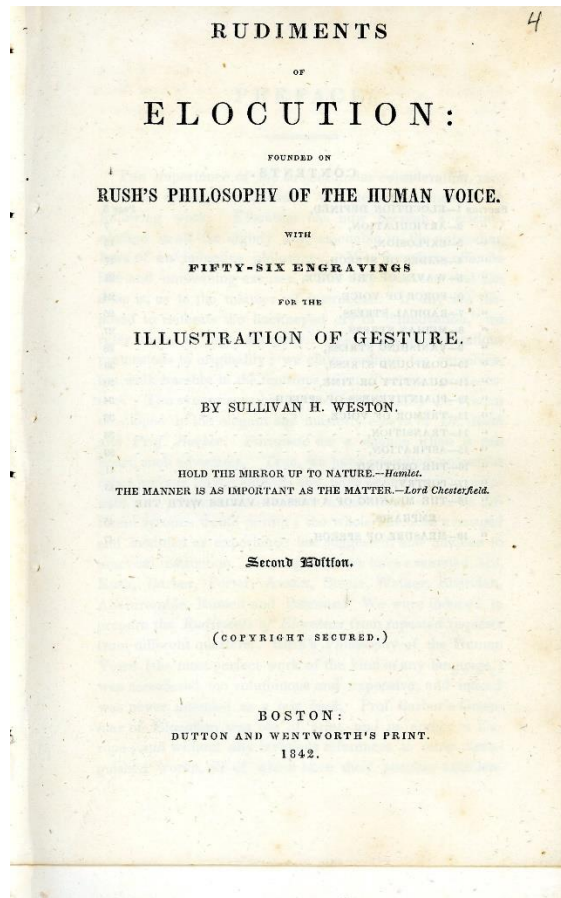 4
RUDIMENTS
OF
ELOCUTION:
FOUNDED ON
RUSH'S PHILOSOPHY OF THE HUMAN VOICE.
WITH
FIFTY-SIX ENGRAVINGS
FOR THE
ILLUSTRATION OF GESTURE.
BY SULLIVAN H. WESTON.
HOLD THE MIRROR UP TO NATURE.—Hamlet.
THE MANNER IS AS IMPORTANT AS THE MATTER.—Lord Chesterfield.
Second Edition.
(COPYRIGHT SECURED.)
BOSTON:
DUTTON AND WENTWORTH'S PRINT.
1842.